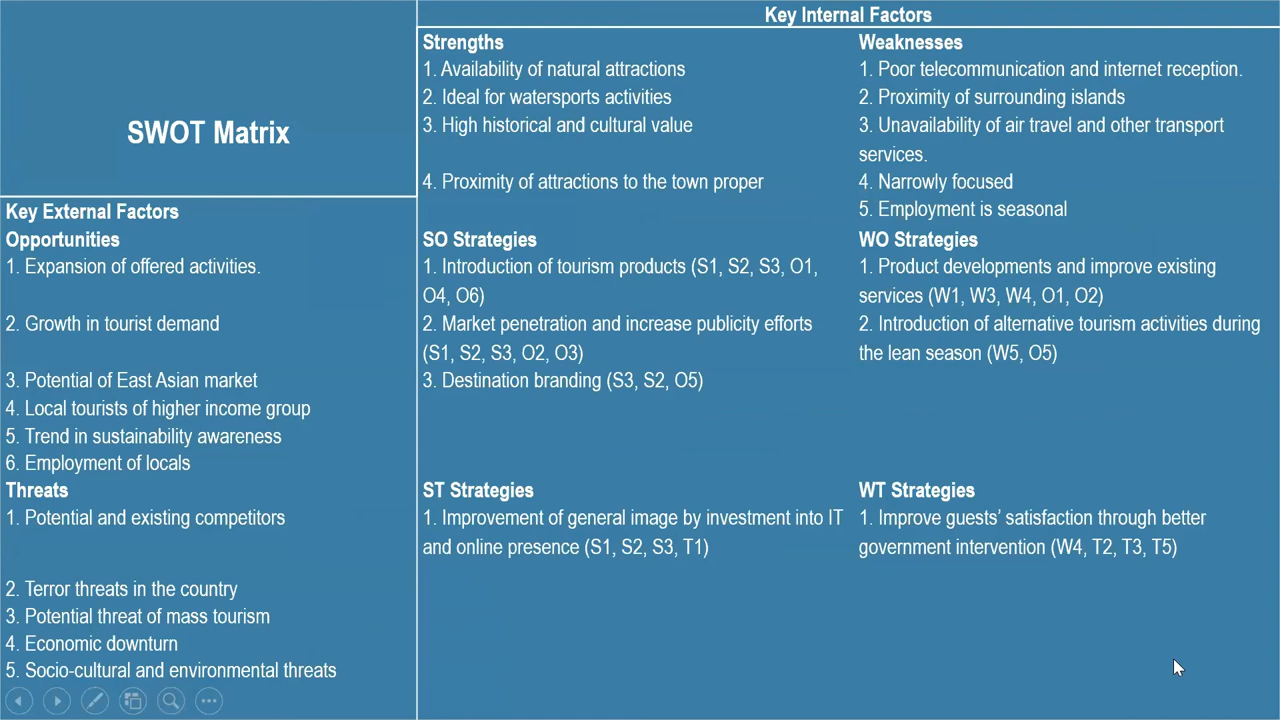 SWOT Matrix
Key Internal Factors
Strengths
1. Availability of natural attractions
2. Ideal for watersports activities
3. High historical and cultural value
4. Proximity of attractions to the town proper
Weaknesses
1. Poor telecommunication and internet reception.
2. Proximity of surrounding islands
3. Unavailability of air travel and other transport
services.
4. Narrowly focused
5. Employment is seasonal
Key External Factors
Opportunities
1. Expansion of offered activities.
2. Growth in tourist demand
3. Potential of East Asian market
4. Local tourists of higher income group
5. Trend in sustainability awareness
6. Employment of locals
SO Strategies
1. Introduction of tourism products (S1, S2, S3, O1,
O4, O6)
2. Market penetration and increase publicity efforts
(S1, S2, S3, O2, O3)
3. Destination branding (S3, S2, O5)
WO Strategies
1. Product developments and improve existing
services (W1, W3, W4, O1, O2)
2. Introduction of alternative tourism activities during
the lean season (W5, O5)
Threats
1. Potential and existing competitors
2. Terror threats in the country
3. Potential threat of mass tourism
4. Economic downturn
5. Socio-cultural and environmental threats
ST Strategies
1. Improvement of general image by investment into IT
and online presence (S1, S2, S3, T1)
WT Strategies
1. Improve guests' satisfaction through better
government intervention (W4, T2, T3, T5)